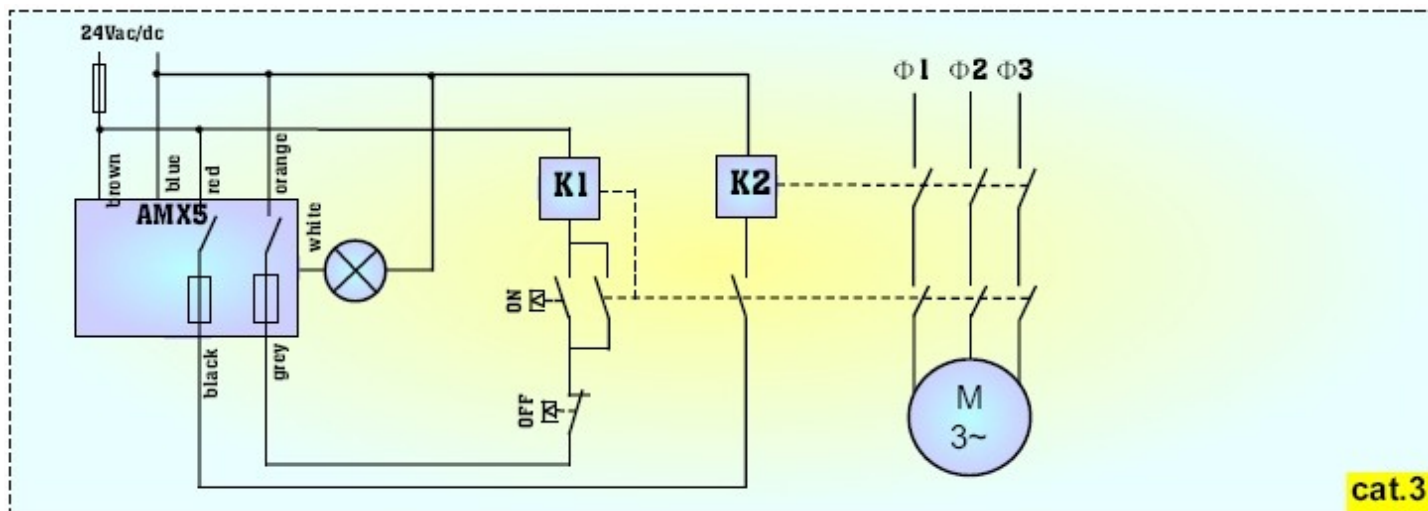 24Vac/dc
Φ1 Φ2 Φ3
brown
blue
red
orange
AMX5
white
K1
K2
ON
black
grey
OFF
M
3~
cat.3